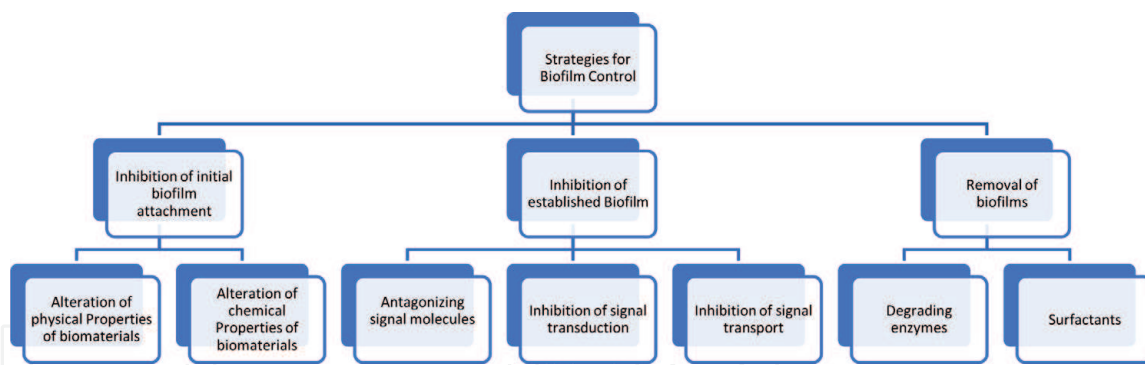 Strategies for
Biofilm Control
Inhibition of initial
biofilm
attachment
Inhibition of
established Biofilm
Removal of
biofilms
Alteration of
physical Properties
of biomaterials
Alteration of
chemical
Properties of
biomaterials
Antagonizing
signal molecules
Inhibition of signal
transduction
Inhibition of signal
transport
Degrading
enzymes
Surfactants